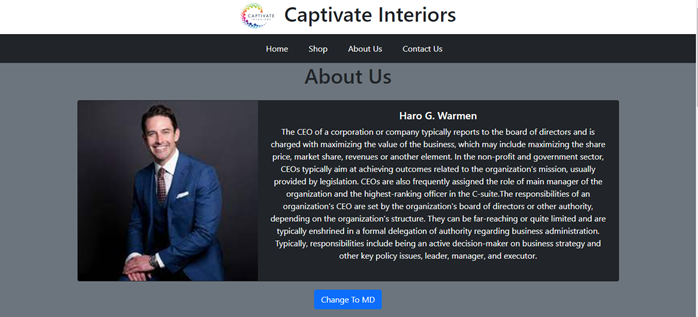 CAPTIVATE
INTERIORS
Captivate Interiors
Home Shop About Us Contact Us
About Us
Haro G. Warmen
The CEO of a corporation or company typically reports to the board of directors and is
charged with maximizing the value of the business, which may include maximizing the share
price, market share, revenues or another element. In the non-profit and government sector,
CEOs typically aim at achieving outcomes related to the organization's mission, usually
provided by legislation. CEOs are also frequently assigned the role of main manager of the
organization and the highest-ranking officer in the C-suite.The responsibilities of an
organization's CEO are set by the organization's board of directors or other authority,
depending on the organization's structure. They can be far-reaching or quite limited and are
typically enshrined in a formal delegation of authority regarding business administration.
Typically, responsibilities include being an active decision-maker on business strategy and
other key policy issues, leader, manager, and executor.
Change To MD